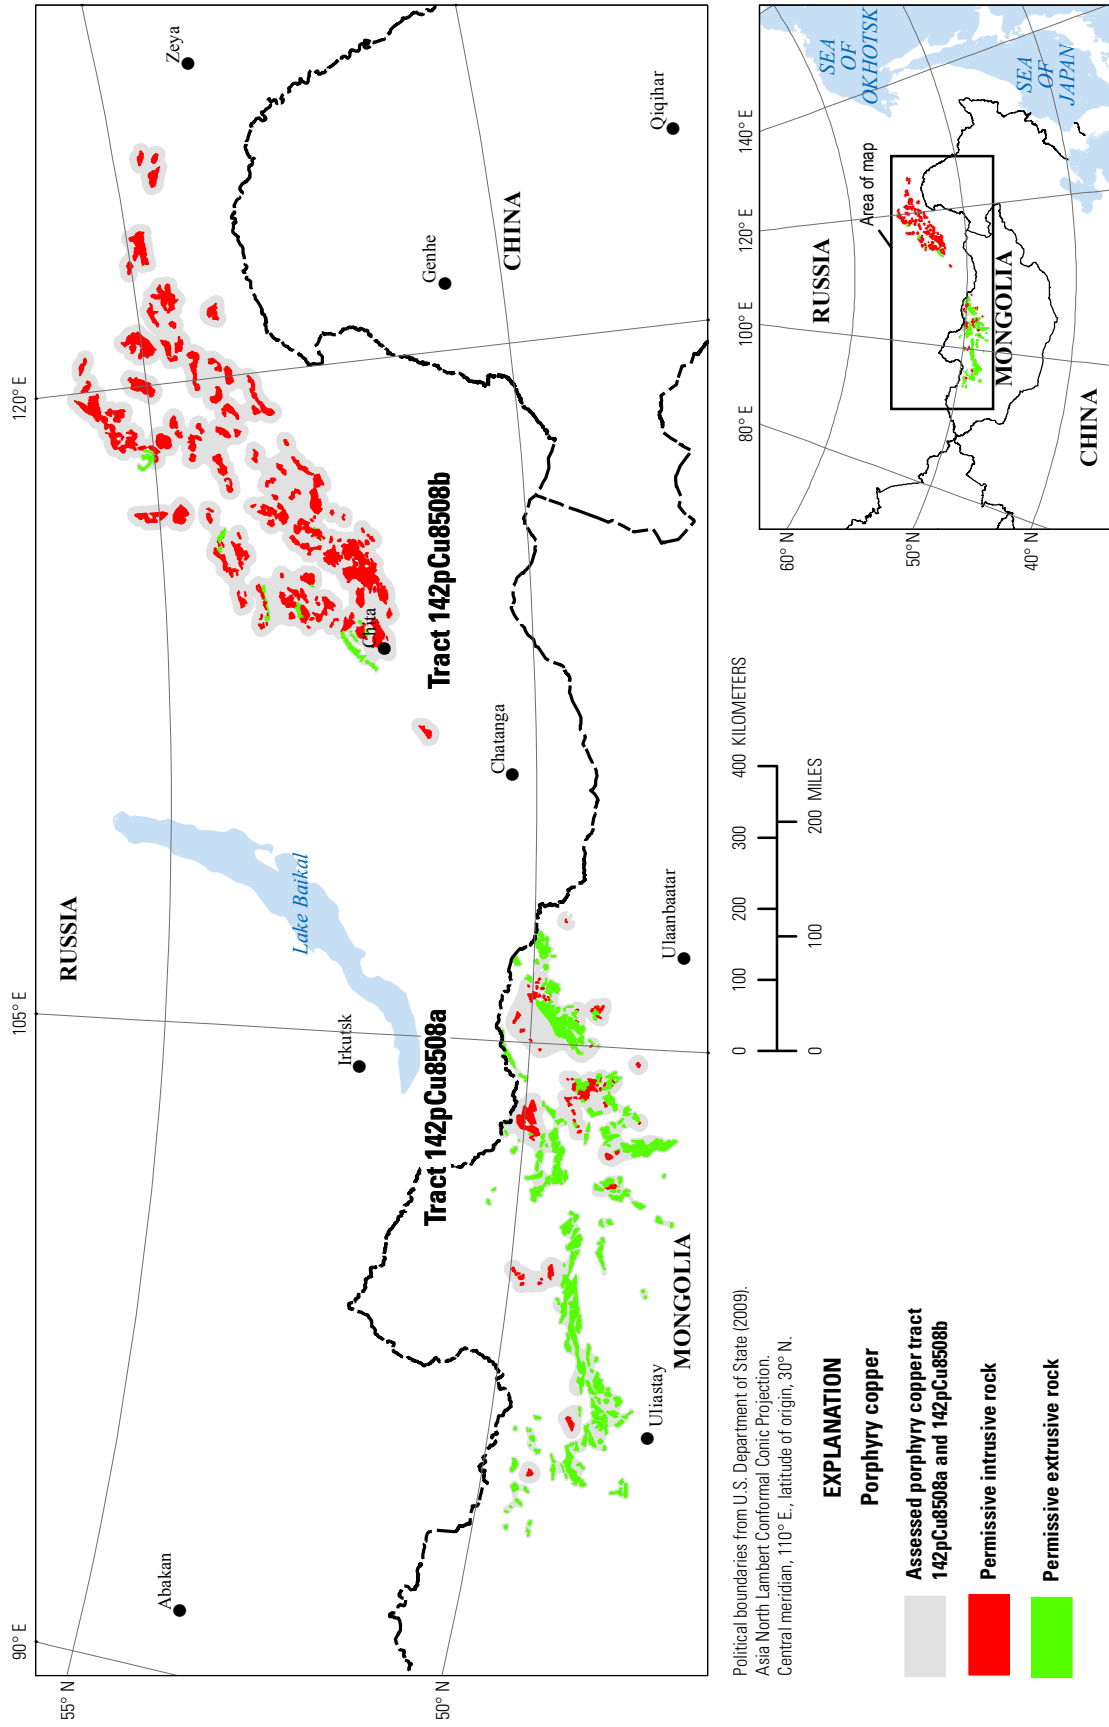 90° E
105° E
120° E
55° N
50° N
RUSSIA
Abakan
Irkutsk
Lake Baikal
Zeya
Chita
Tract 142pCu8508b
Tract 142pCu8508a
Chatanga
Genhe
CHINA
Qiqihar
Uliastay
MONGOLIA
Ulaanbaatar
Political boundaries from U.S. Department of State (2009).
Asia North Lambert Conformal Conic Projection.
Central meridian, 110° E., latitude of origin, 30° N.
0 100 200 300 400 KILOMETERS
0 100 200 MILES
EXPLANATION
Porphyry copper
Assessed porphyry copper tract
142pCu8508a and 142pCu8508b
Permissive intrusive rock
Permissive extrusive rock
80° E
100° E
120° E
140° E
60° N
50°N
40° N
RUSSIA
Area of map
SEA
OF
OKHOTSK
MONGOLIA
SEA
OF
JAPAN
CHINA